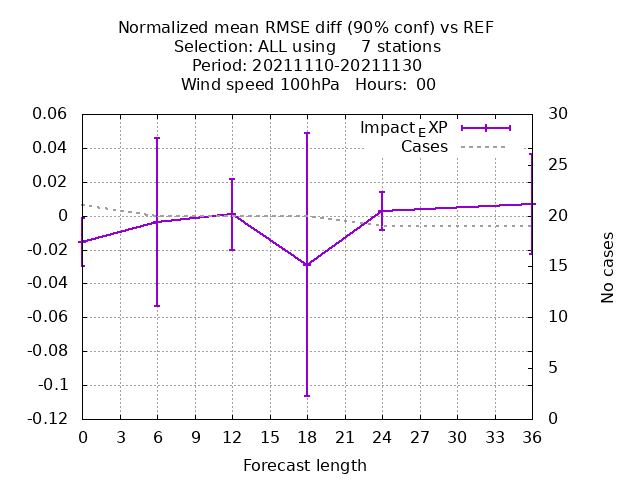 Normalized mean RMSE diff (90% conf) vs REF
Selection: ALL using 7 stations
Period: 20211110-20211130
Wind speed 100hPa Hours: 00
0.06
0.04
0.02
0
-0.02
-0.04
-0.06
-0.08
-0.1
-0.12
Impact_EXP
Cases
30
25
20
15
10
5
0
No cases
0 3 6 9 12 15 18 21 24 27 30 33 36
Forecast length